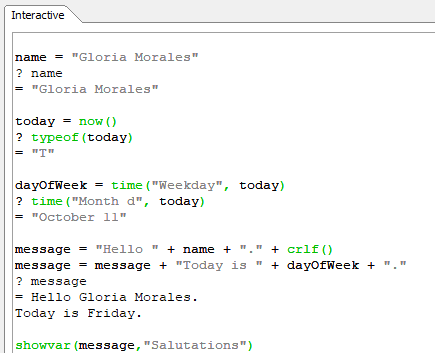 Interactive
name = "Gloria Morales"
? name
= "Gloria Morales"
today = now()
? typeof(today)
= "T"
dayOfWeek = time("Weekday", today)
? time("Month d", today)
= "October 11"
message = "Hello " + name + "." + crlf()
message = message + "Today is " + dayOfWeek + "."
? message
= Hello Gloria Morales.
Today is Friday.
showvar(message,"Salutations")